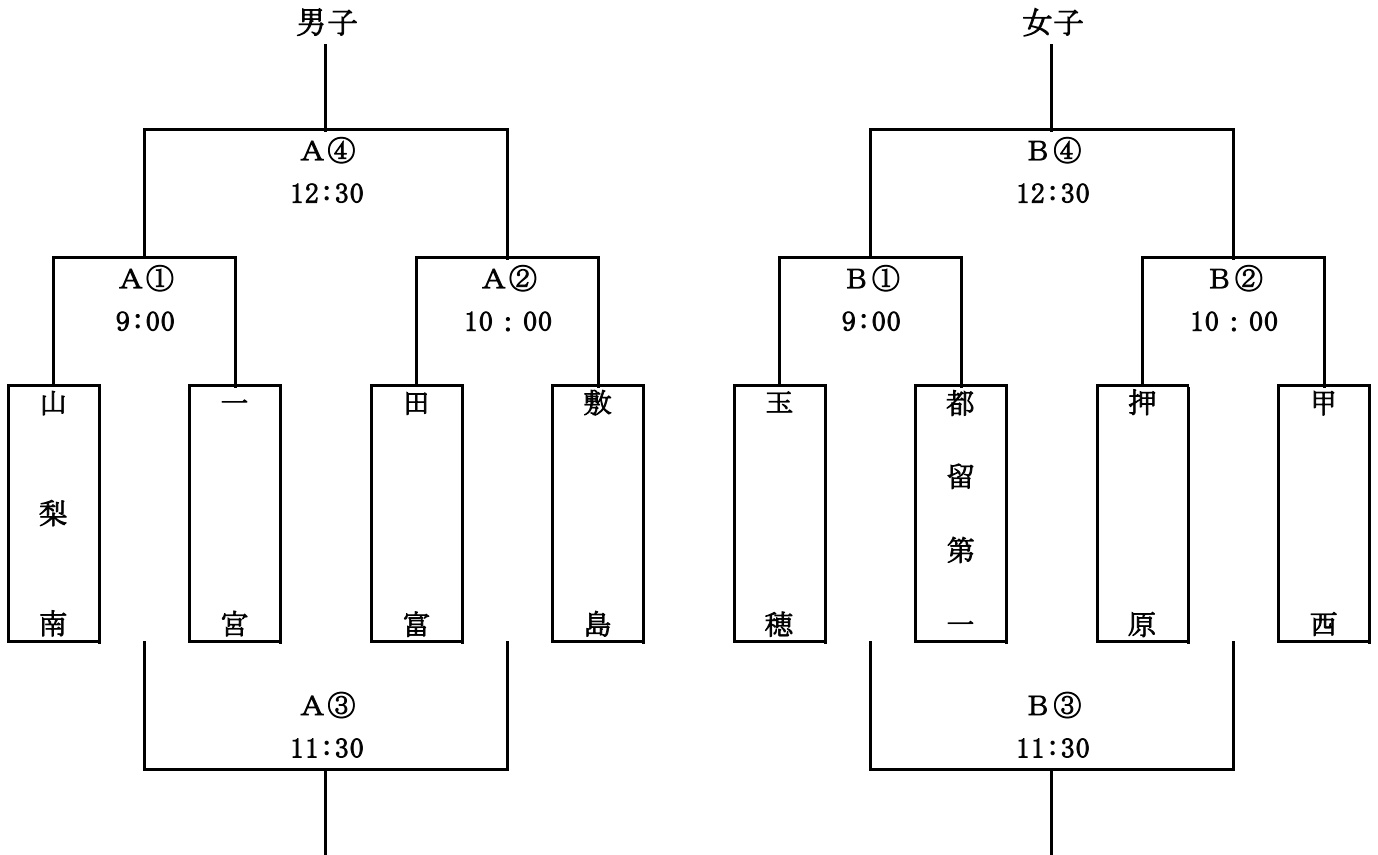 男子
A④
12:30
A①
9:00
A②
10：00
山梨南
一宮
田富
敷島
A③
11:30
女子
B④
12:30
B①
9:00
B②
10：00
玉穂
都留第一
押原
甲西
B③
11:30